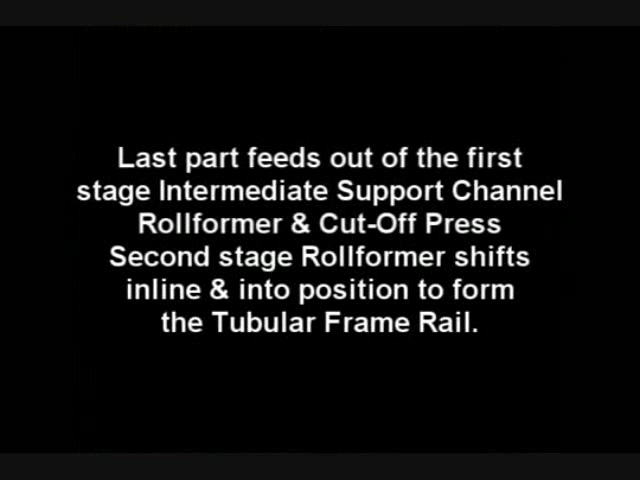 Last part feeds out of the first
stage Intermediate Support Channel
Rollformer & Cut-Off Press
Second stage Rollformer shifts
inline & into position to form
the Tubular Frame Rail.